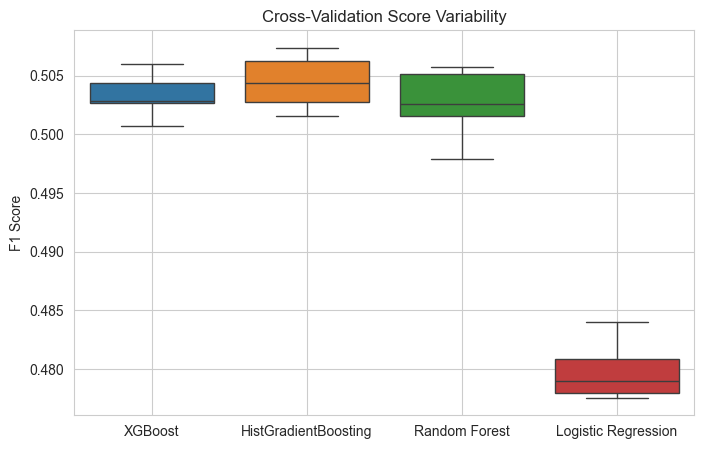 Cross-Validation Score Variability
F1 Score
0.505
0.500
0.495
0.490
0.485
0.480
XGBoost
HistGradientBoosting
Random Forest
Logistic Regression